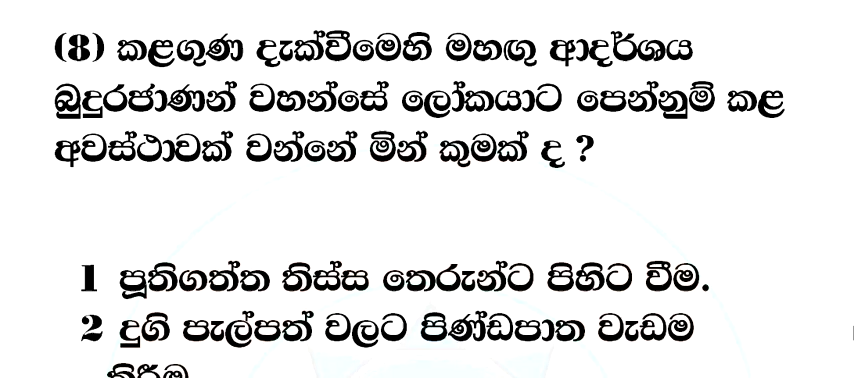 (8) කළගුණ දැක්වීමෙහි මහඟු ආදර්ශය
බුදුරජාණන් වහන්සේ ලෝකයාට පෙන්නුම් කළ
අවස්ථාවක් වන්නේ මින් කුමක් ද ?
1 පූතිගත්ත තිස්ස තෙරුන්ට පිහිට වීම.
2 දුගි පැල්පත් වලට පිණ්ඩපාත වැඩම
කිරීම